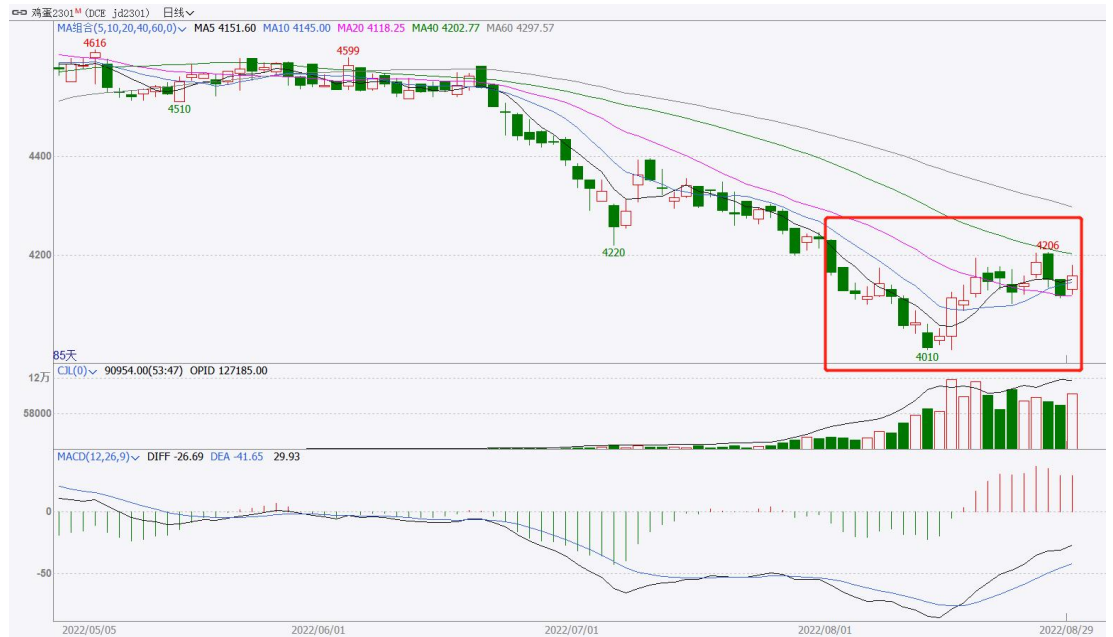 鸡蛋2301M (DCE jd2301) 日线
MA组合(5,10,20,40,60,0) MA5 4151.60 MA10 4145.00 MA20 4118.25 MA40 4202.77 MA60 4297.57
4616
4599
4510
4400
4220
4206
4200
4010
85天
CJL(0) 90954.00(53:47) OPID 127185.00
12万
58000
MACD(12,26,9) DIFF -26.69 DEA -41.65 29.93
0
-50
2022/05/05 2022/06/01 2022/07/01 2022/08/01 2022/08/29